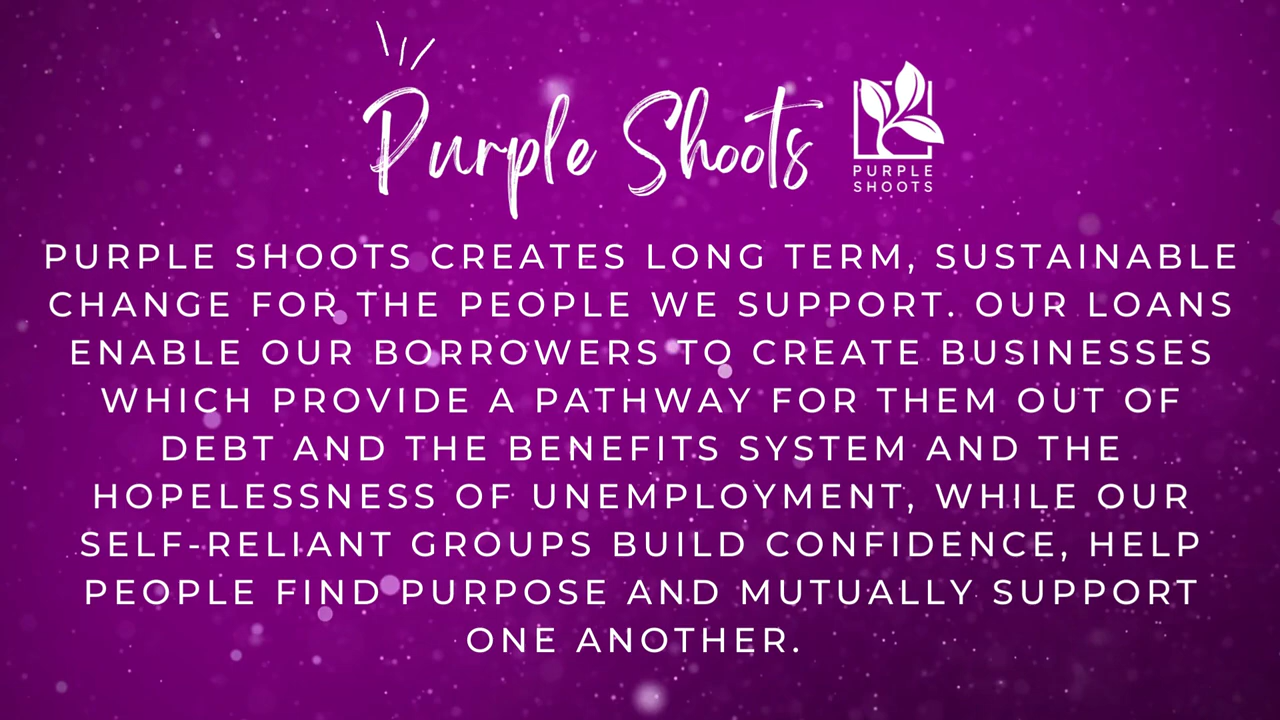 Purple Shoots
PURPLE
SHOOTS
PURPLE SHOOTS CREATES LONG TERM, SUSTAINABLE
CHANGE FOR THE PEOPLE WE SUPPORT. OUR LOANS
ENABLE OUR BORROWERS TO CREATE BUSINESSES
WHICH PROVIDE A PATHWAY FOR THEM OUT OF
DEBT AND THE BENEFITS SYSTEM AND THE
HOPELESSNESS OF UNEMPLOYMENT, WHILE OUR
SELF-RELIANT GROUPS BUILD CONFIDENCE, HELP
PEOPLE FIND PURPOSE AND MUTUALLY SUPPORT
ONE ANOTHER.